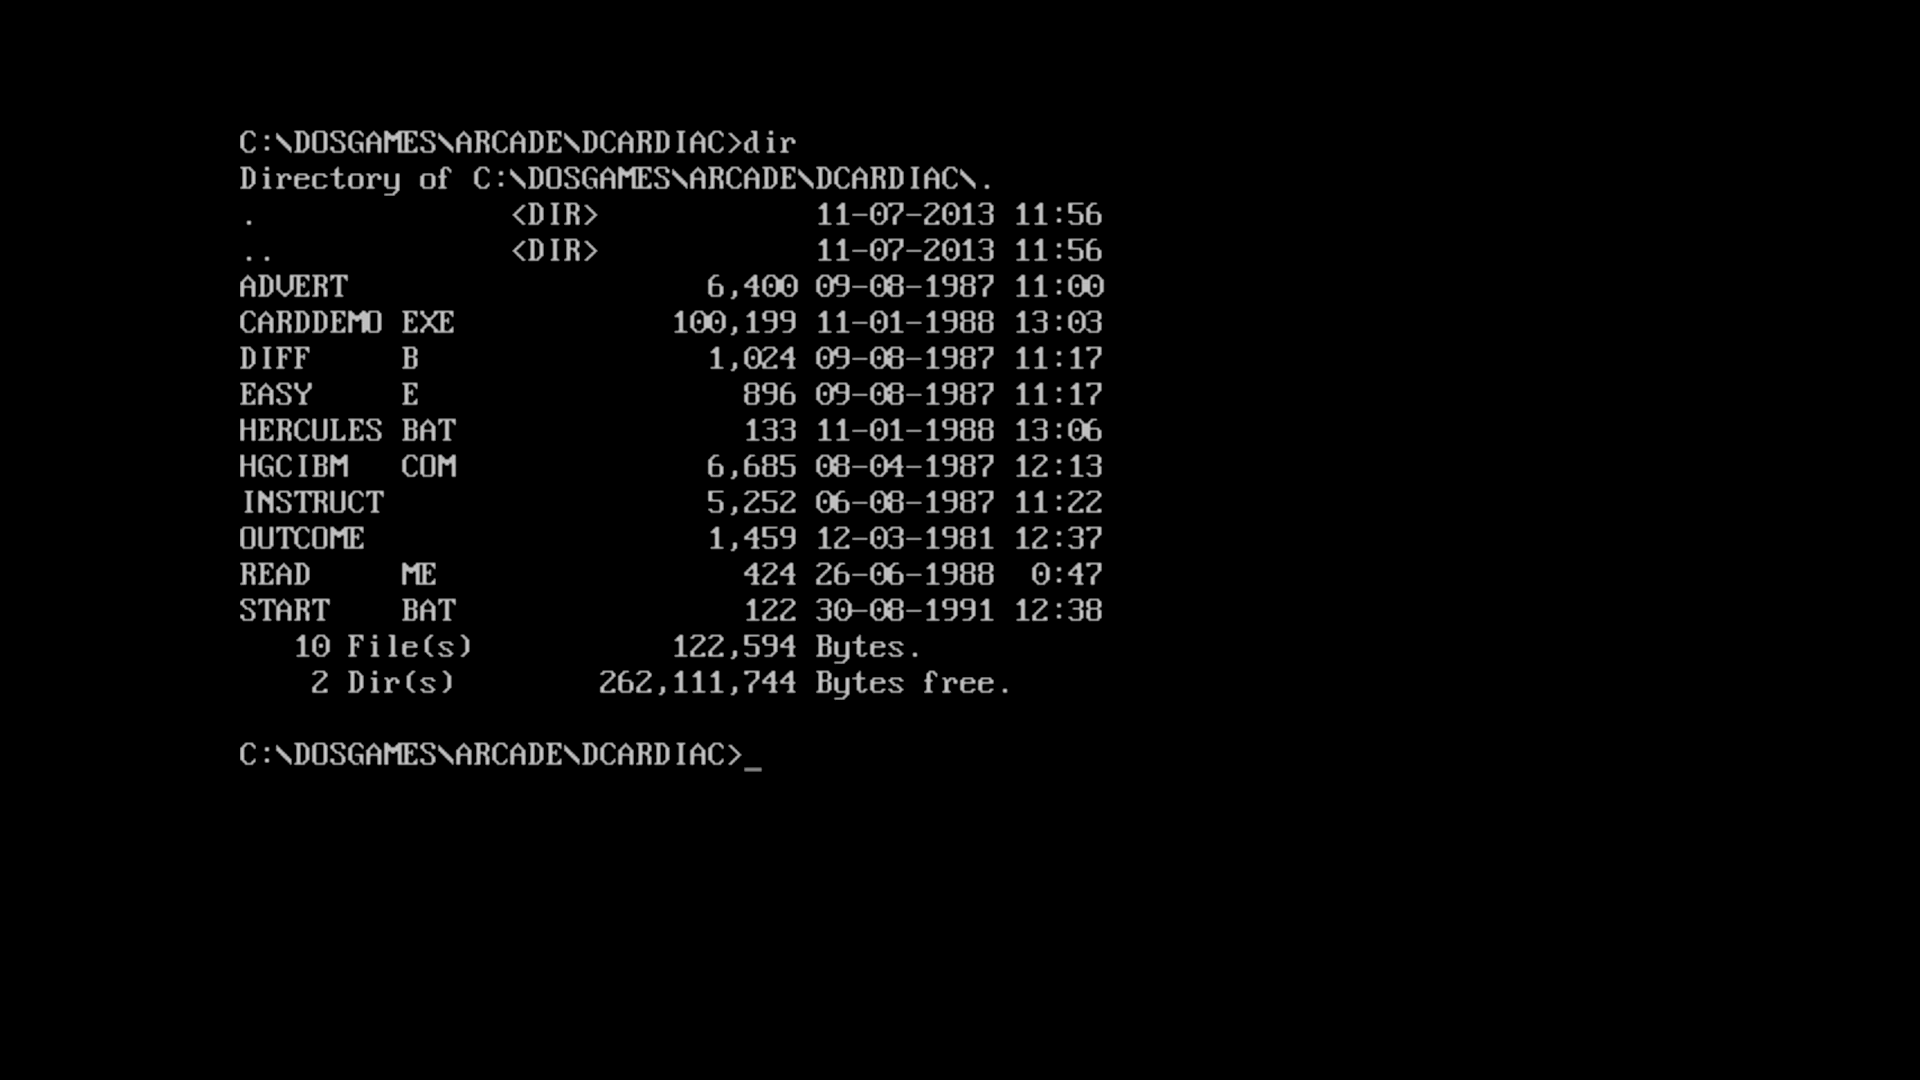 C:\DOSGAMES\ARCADE\DCARDIAC>dir
Directory of C:\DOSGAMES\ARCADE\DCARDIAC\.
. <DIR> 11-07-2013 11:56
.. <DIR> 11-07-2013 11:56
ADVERT 6,400 09-08-1987 11:00
CARDDEMO EXE 100,199 11-01-1988 13:03
DIFF B 1,024 09-08-1987 11:17
EASY E 896 09-08-1987 11:17
HERCULES BAT 133 11-01-1988 13:06
HGCIBM COM 6,685 08-04-1987 12:13
INSTRUCT 5,252 06-08-1987 11:22
OUTCOME 1,459 12-03-1981 12:37
READ ME 424 26-06-1988 0:47
START BAT 122 30-08-1991 12:38
10 File(s) 122,594 Bytes.
2 Dir(s) 262,111,744 Bytes free.
C:\DOSGAMES\ARCADE\DCARDIAC>_